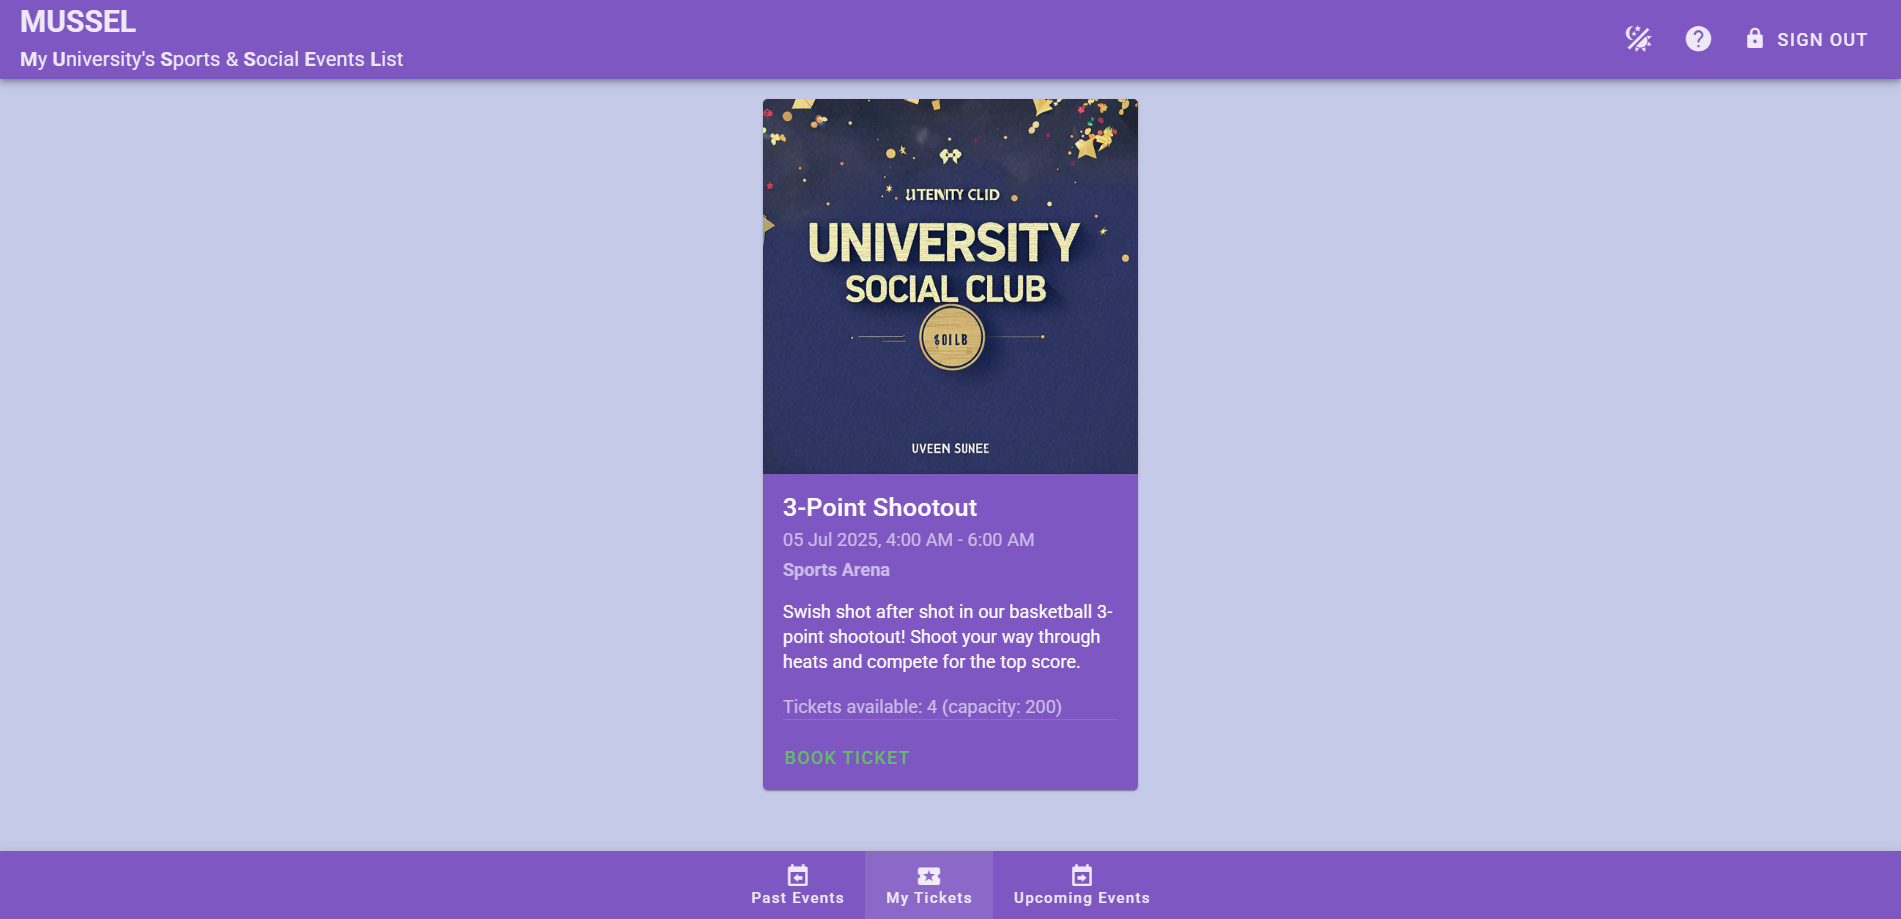 MUSSEL
My University's Sports & Social Events List
SIGN OUT
UTENITY CLID
UNIVERSITY
SOCIAL CLUB
SOILB
UVEEN SUNEE
3-Point Shootout
05 Jul 2025, 4:00 AM - 6:00 AM
Sports Arena
Swish shot after shot in our basketball 3-
point shootout! Shoot your way through
heats and compete for the top score.
Tickets available: 4 (capacity: 200)
BOOK TICKET
Past Events
My Tickets
Upcoming Events